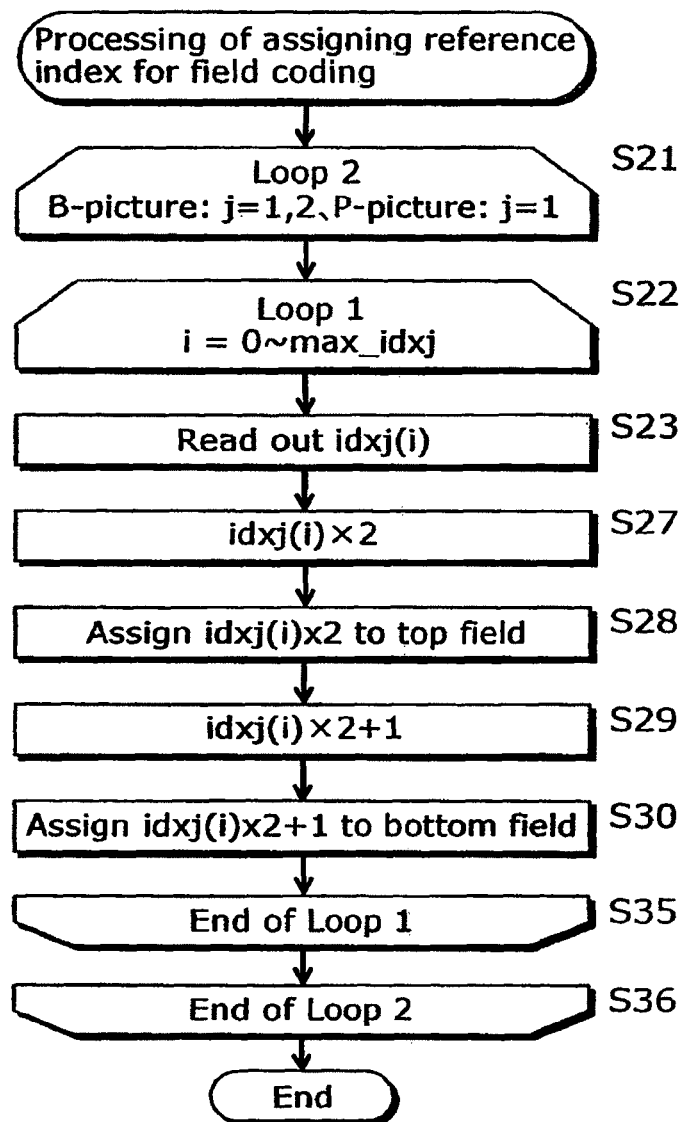 Processing of assigning reference
index for field coding
S21
Loop 2
B-picture: j=1,2、P-picture: j=1
S22
Loop 1
i = 0~max_idxj
Read out idxj(i) S23
idxj(i)×2 S27
Assign idxj(i)x2 to top field S28
idxj(i)×2+1 S29
Assign idxj(i)x2+1 to bottom field S30
End of Loop 1 S35
End of Loop 2 S36
End